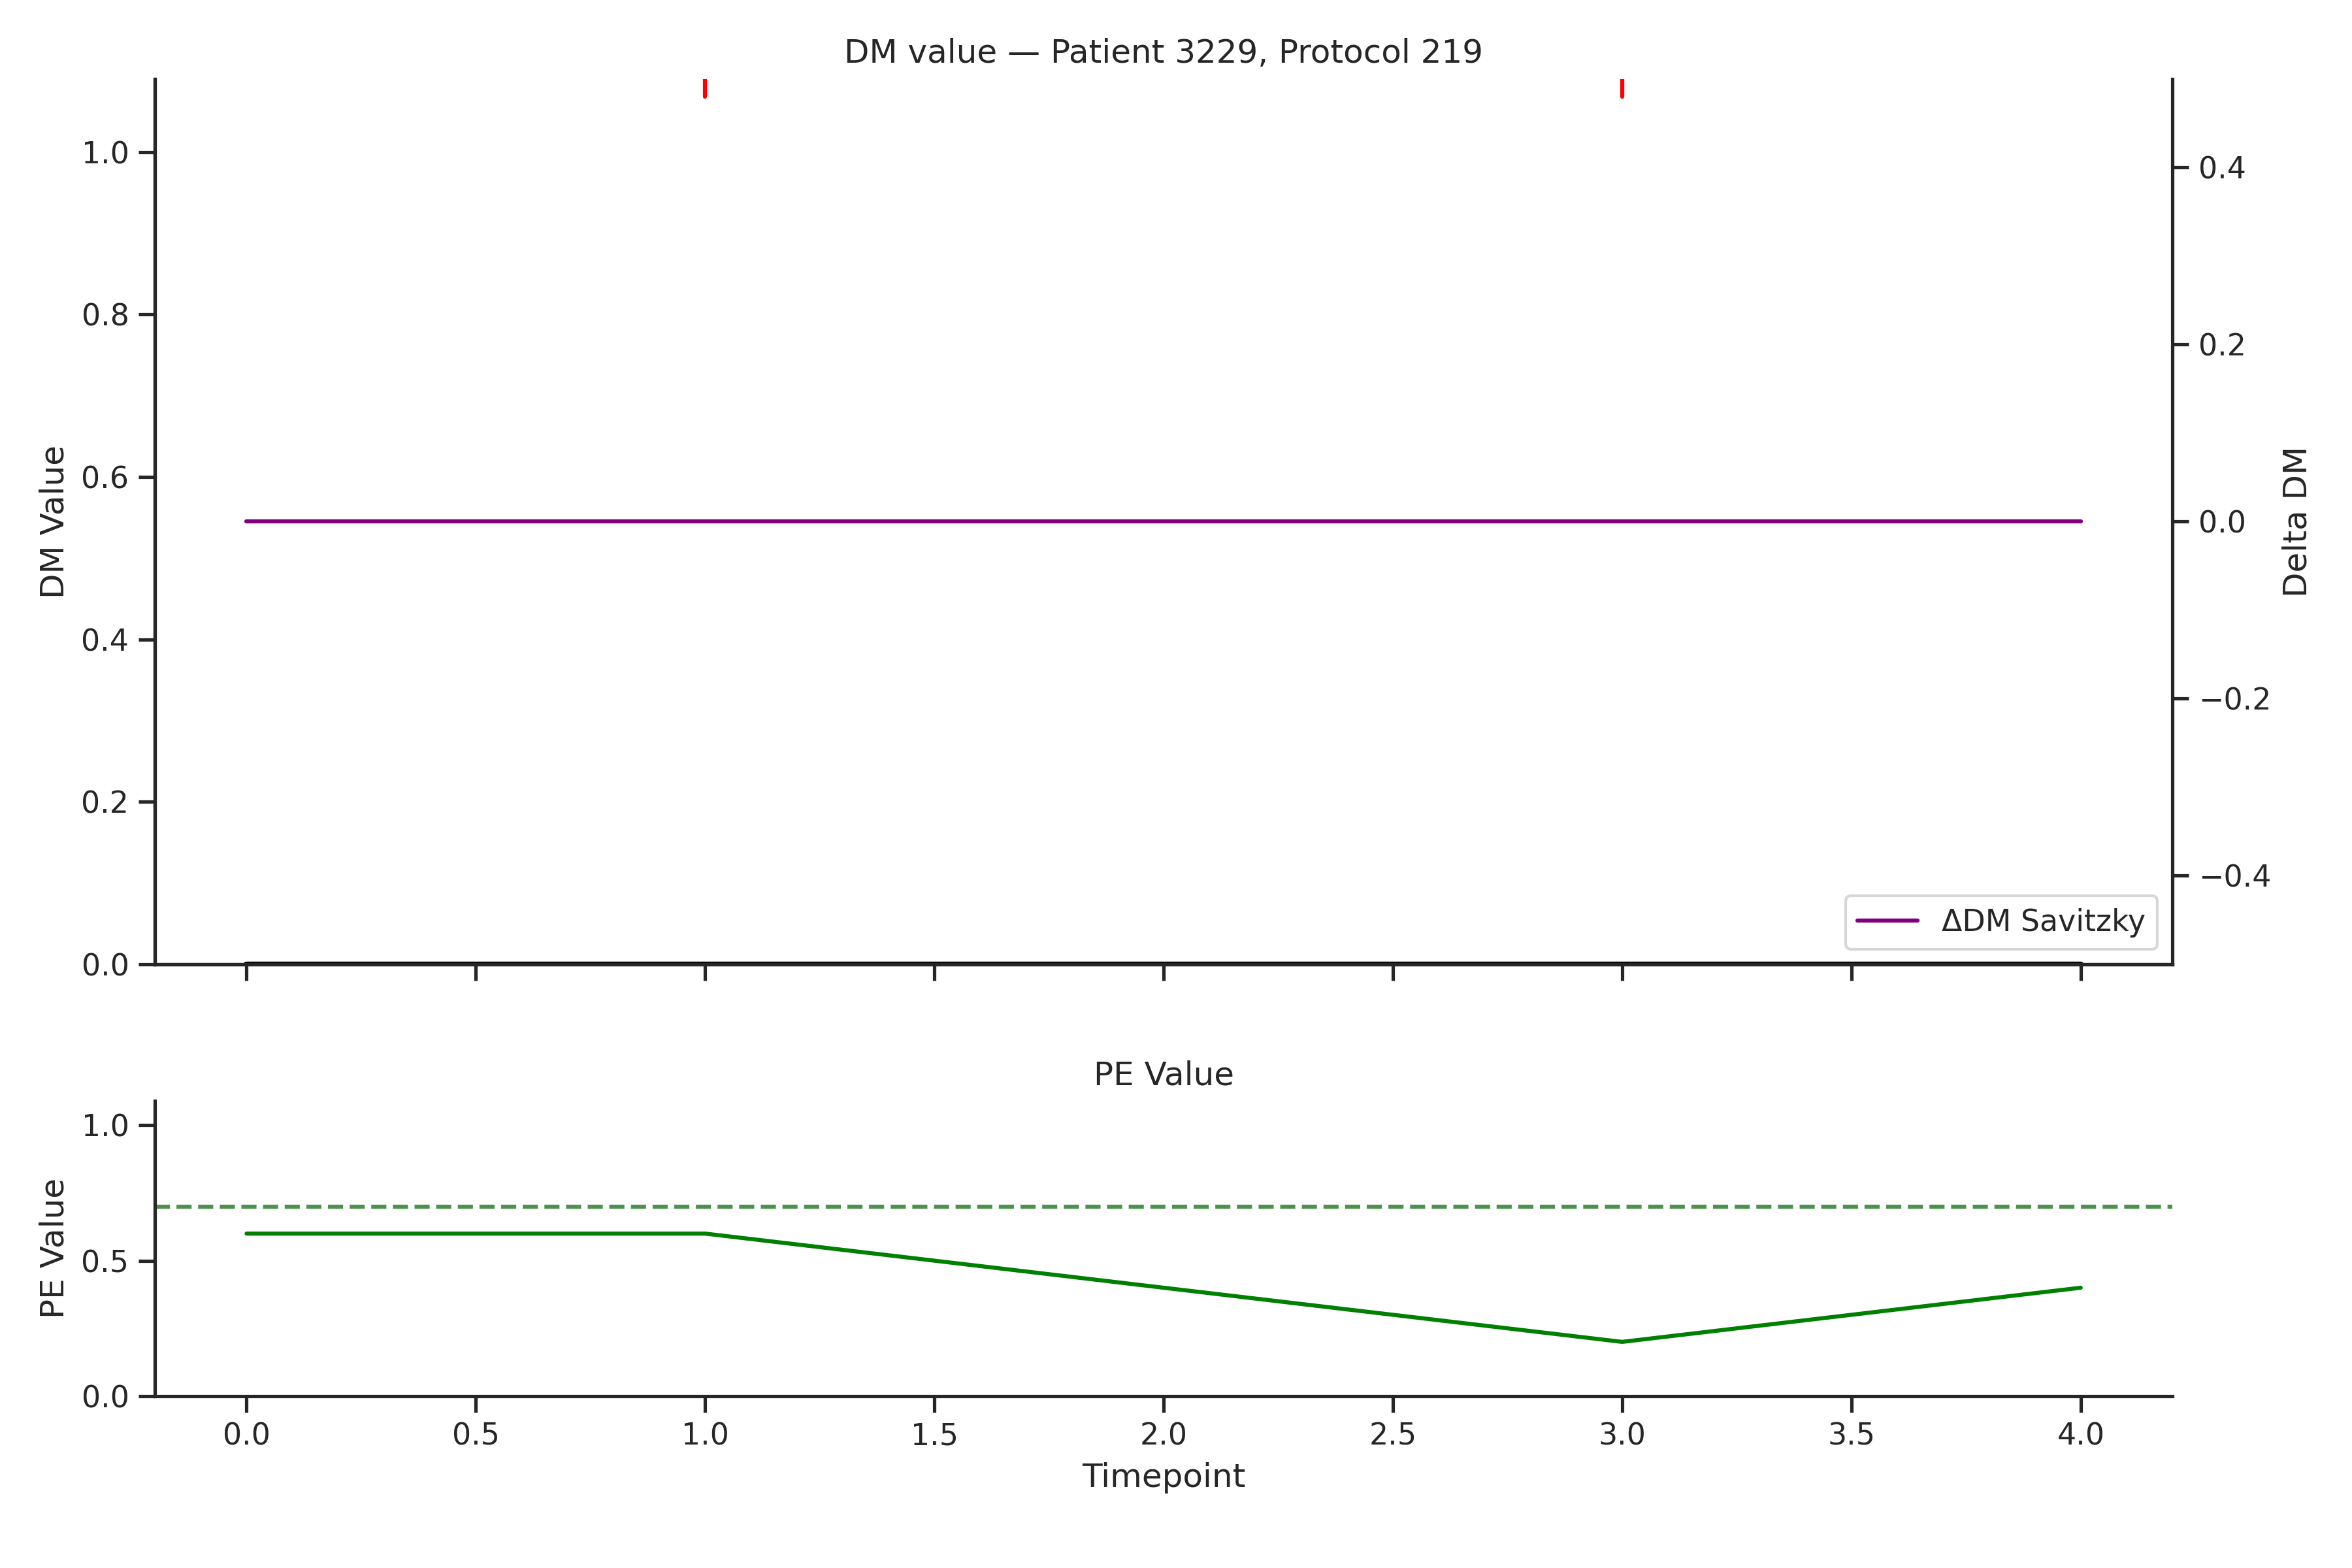 DM value — Patient 3229, Protocol 219
1.0
0.8
0.6
0.4
0.2
0.0
DM Value
0.4
0.2
0.0
−0.2
−0.4
Delta DM
ΔDM Savitzky
PE Value
1.0
0.5
0.0
PE Value
0.0 0.5 1.0 1.5 2.0 2.5 3.0 3.5 4.0
Timepoint